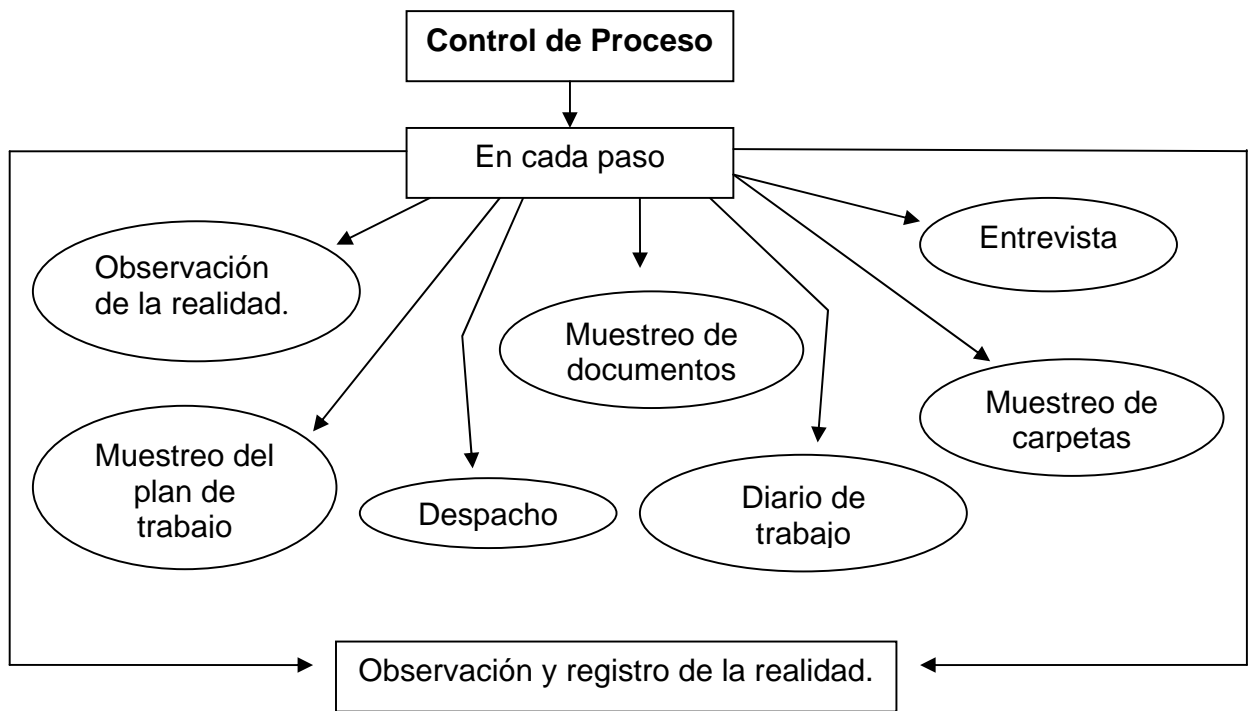 Control de Proceso
En cada paso
Observación
de la realidad.
Entrevista
Muestreo de
documentos
Muestreo de
carpetas
Muestreo del
plan de
trabajo
Despacho
Diario de
trabajo
Observación y registro de la realidad.